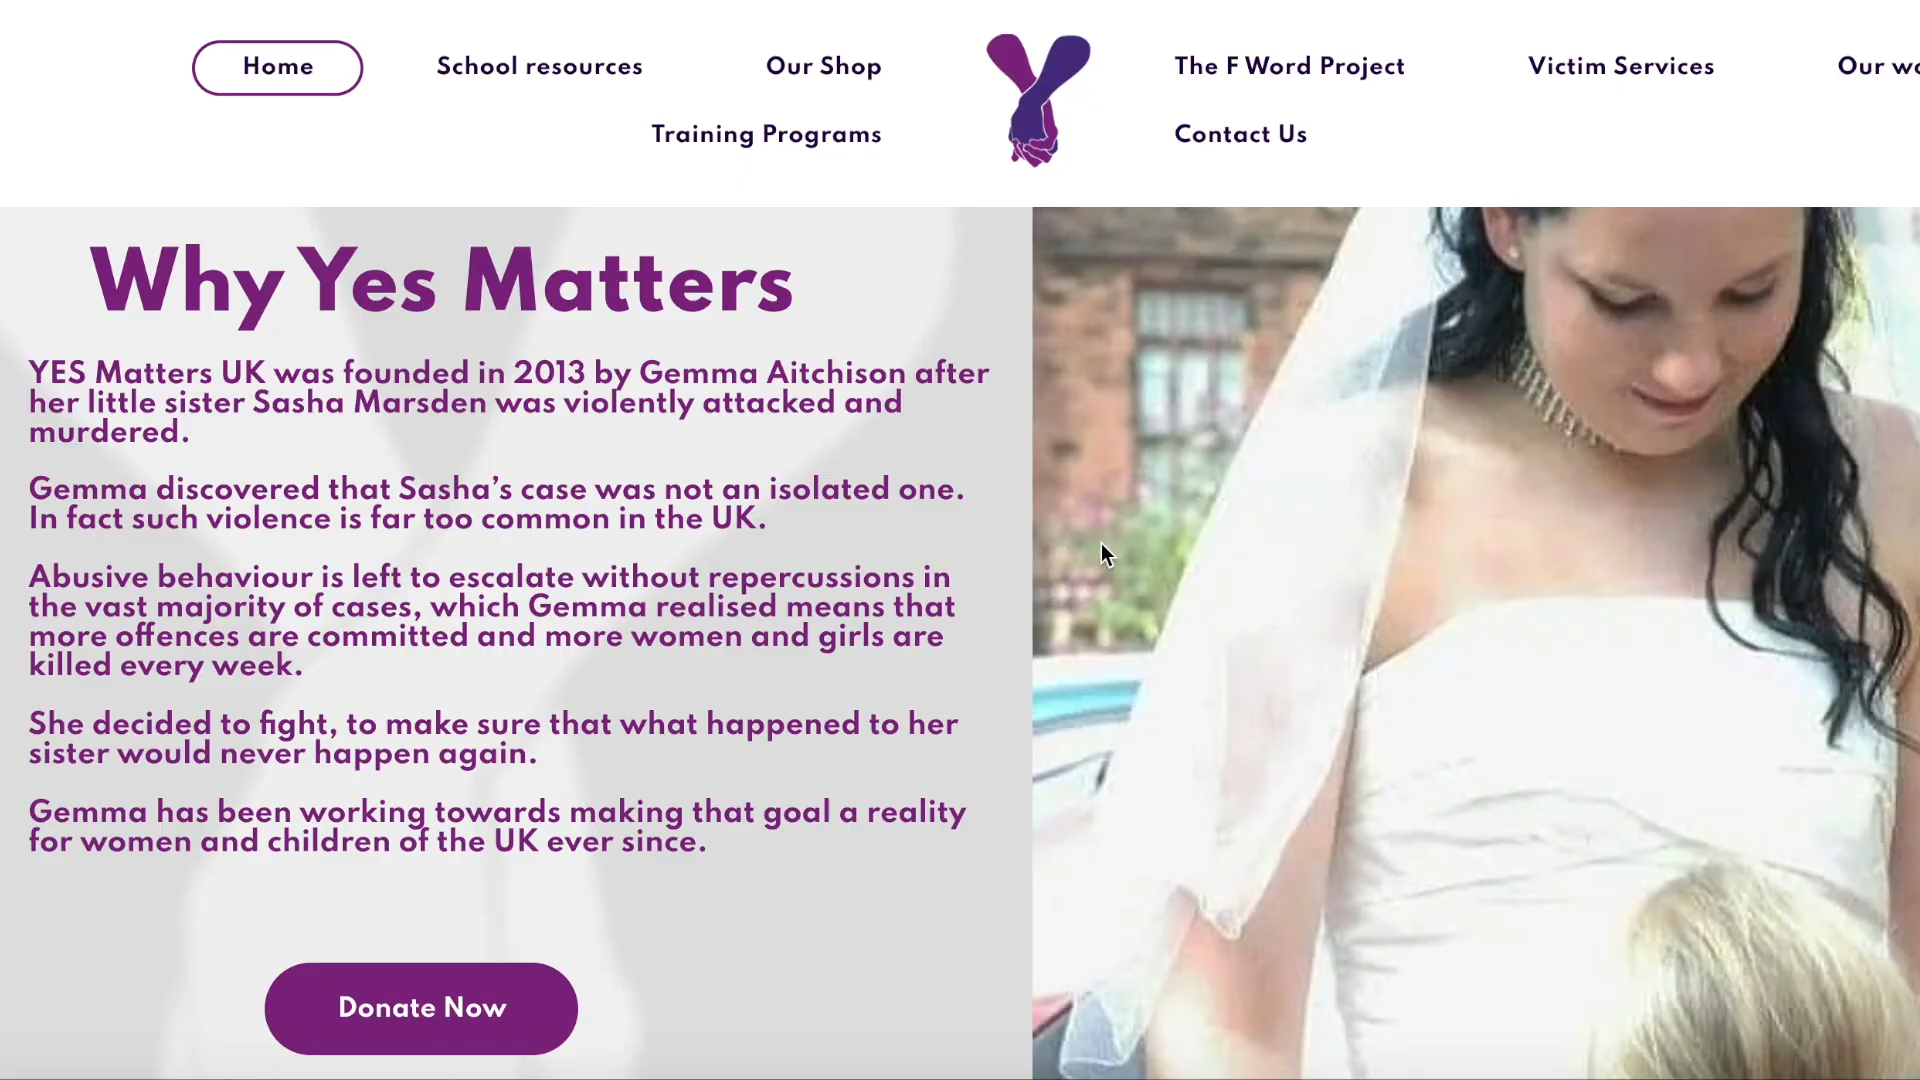 Home
School resources
Our Shop
The F Word Project
Victim Services
Our
Training Programs
Contact Us
Why Yes Matters
YES Matters UK was founded in 2013 by Gemma Aitchison after
her little sister Sasha Marsden was violently attacked and
murdered.
Gemma discovered that Sasha’s case was not an isolated one.
In fact such violence is far too common in the UK.
Abusive behaviour is left to escalate without repercussions in
the vast majority of cases, which Gemma realised means that
more offences are committed and more women and girls are
killed every week.
She decided to fight, to make sure that what happened to her
sister would never happen again.
Gemma has been working towards making that goal a reality
for women and children of the UK ever since.
Donate Now